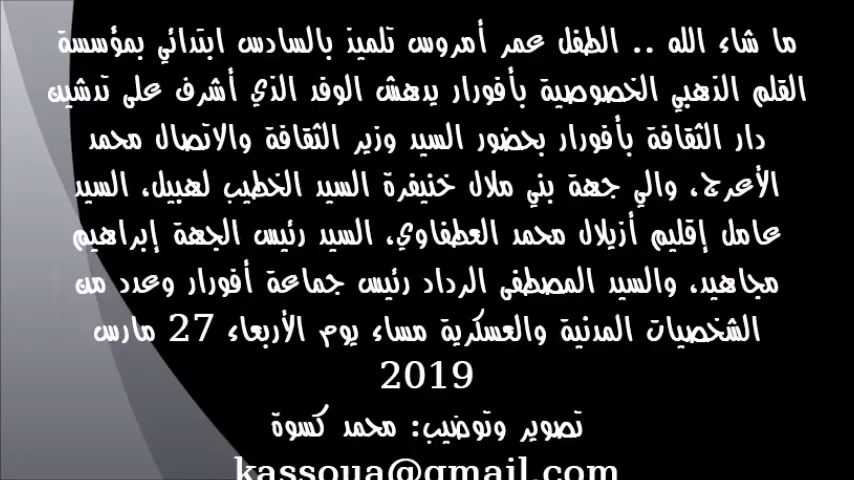 ما شاء الله .. الطفل عمر أمروس تلميذ بالسادس ابتدائي بمؤسسة
القلم الذهبي الخصوصية بأفورار يدهش الوفد الذي أشرف على تدشين
دار الثقافة بأفورار بحضور السيد وزير الثقافة والاتصال محمد
الأعرج، والي جهة بني ملال خنيفرة السيد الخطيب لهبيل، السيد
عامل إقليم أزيلال محمد العطفاوي، السيد رئيس الجهة إبراهيم
مجاهيد، والسيد المصطفى الرداد رئيس جماعة أفورار وعدد من
الشخصيات المدنية والعسكرية مساء يوم الأربعاء 27 مارس
2019
تصوير وتوضيب: محمد كسوة
kassoua@gmail.com